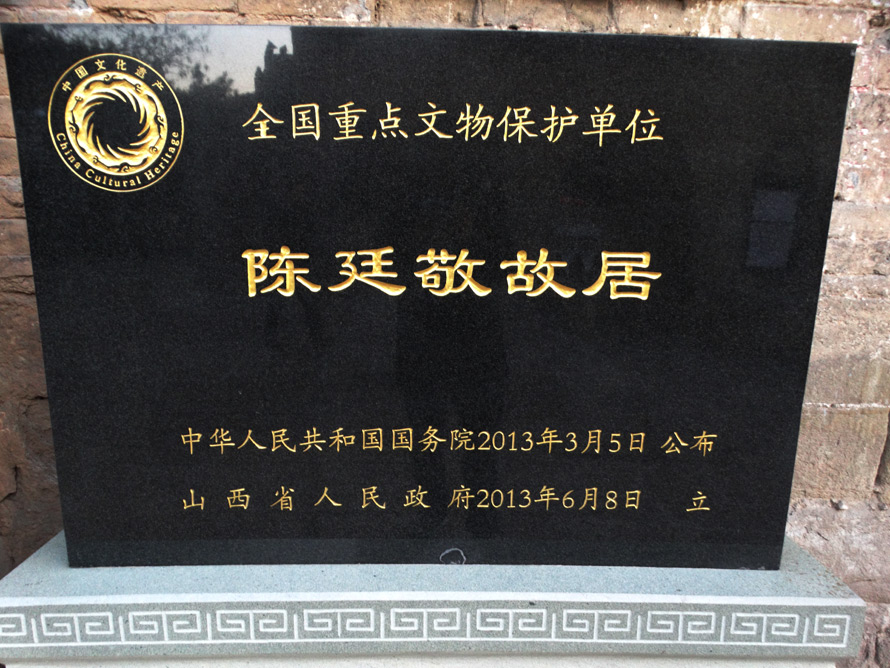 中国文化遗产
China Cultural Heritage
全国重点文物保护单位
陈廷敬故居
中华人民共和国国务院2013年3月5日 公布
山西省人民政府2013年6月8日 立